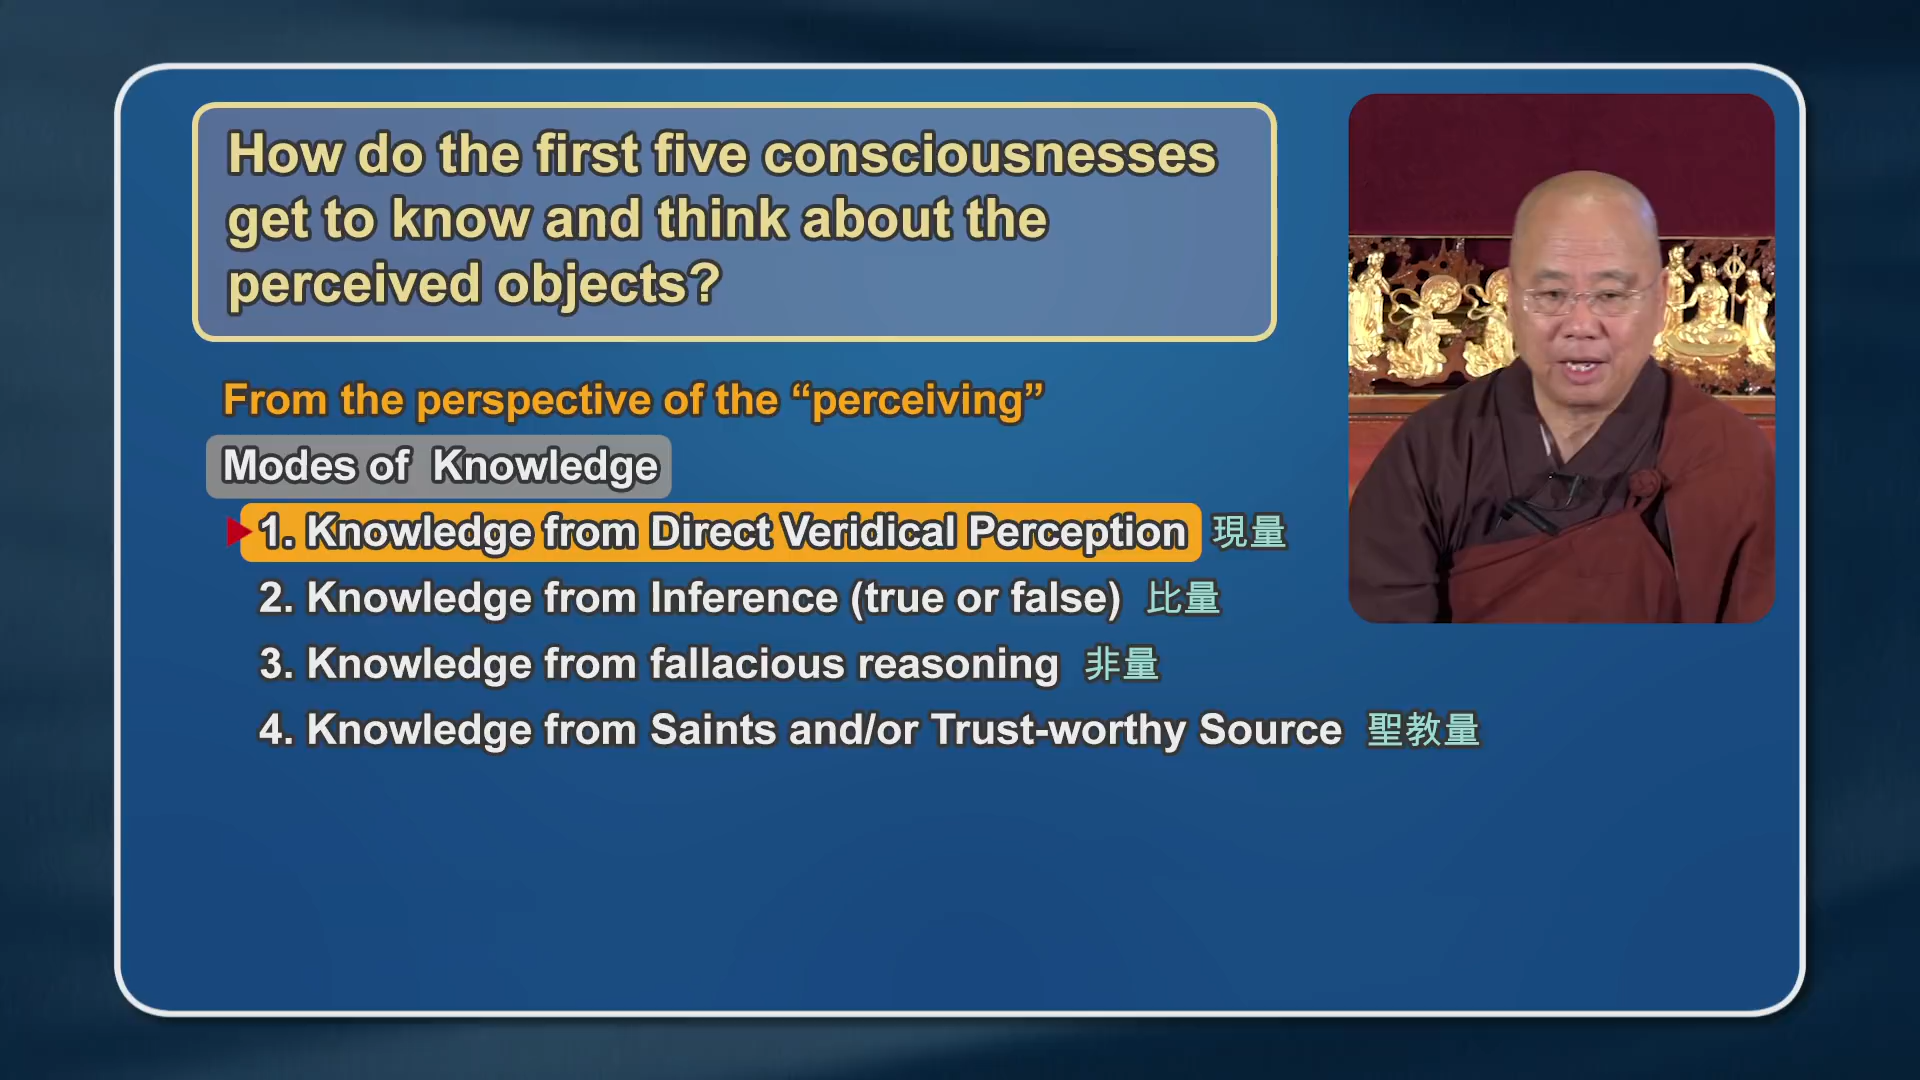 How do the first five consciousnesses
get to know and think about the
perceived objects?
From the perspective of the “perceiving”
Modes of Knowledge
1. Knowledge from Direct Veridical Perception 現量
2. Knowledge from Inference (true or false) 比量
3. Knowledge from fallacious reasoning 非量
4. Knowledge from Saints and/or Trust-worthy Source 聖教量